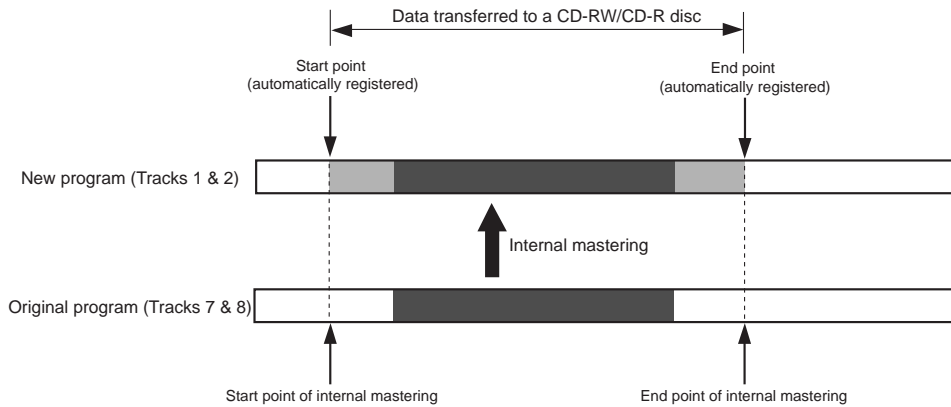 Data transferred to a CD-RW/CD-R disc
Start point
(automatically registered)
End point
(automatically registered)
New program (Tracks 1 & 2)
Internal mastering
Original program (Tracks 7 & 8)
Start point of internal mastering
End point of internal mastering